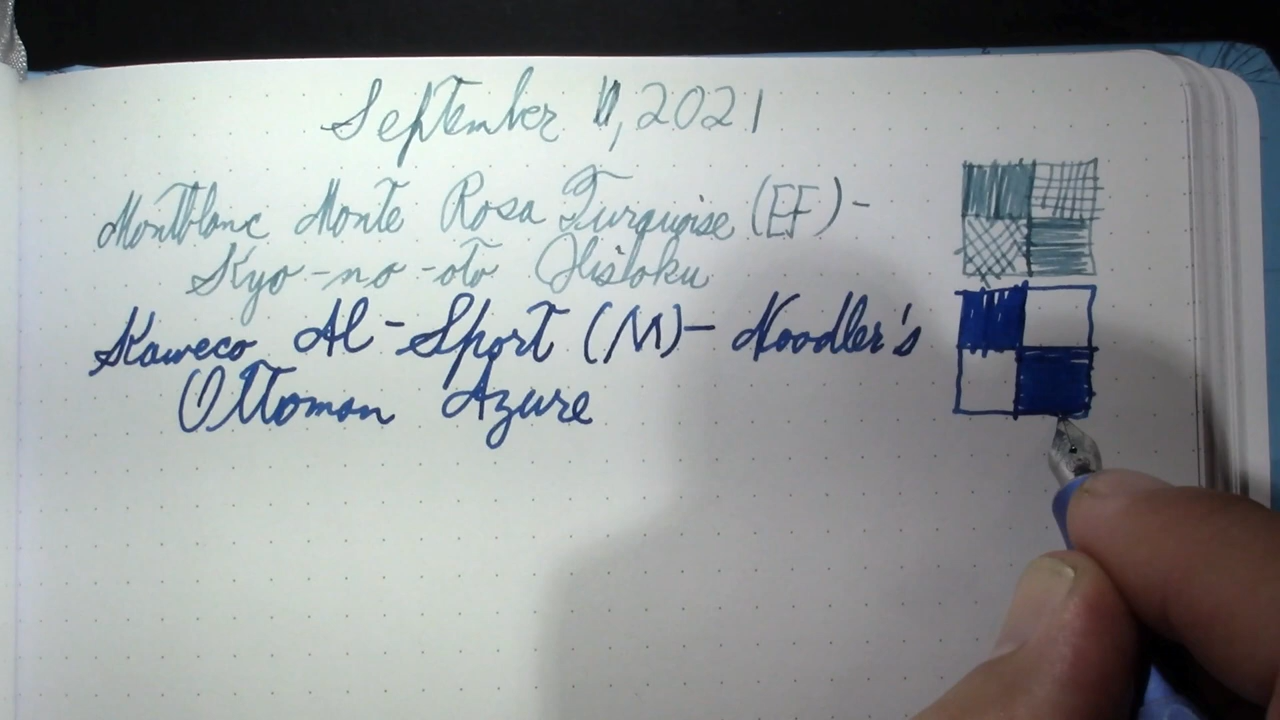 September 11, 2021
Montblanc Monte Rosa Turquoise (EF) -
Kyo-no-oto Hisoku
Kaweco Al-Sport (M) - Noodler's
Ottoman Azure